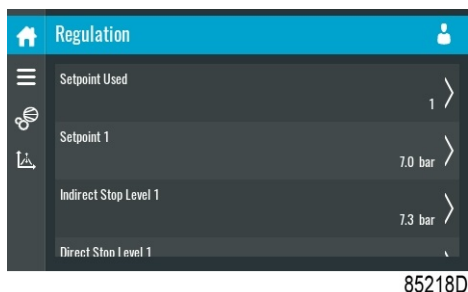 Regulation
Setpoint Used
1
Setpoint 1
7.0 bar
Indirect Stop Level 1
7.3 bar
Direct Stop Level 1
85218D